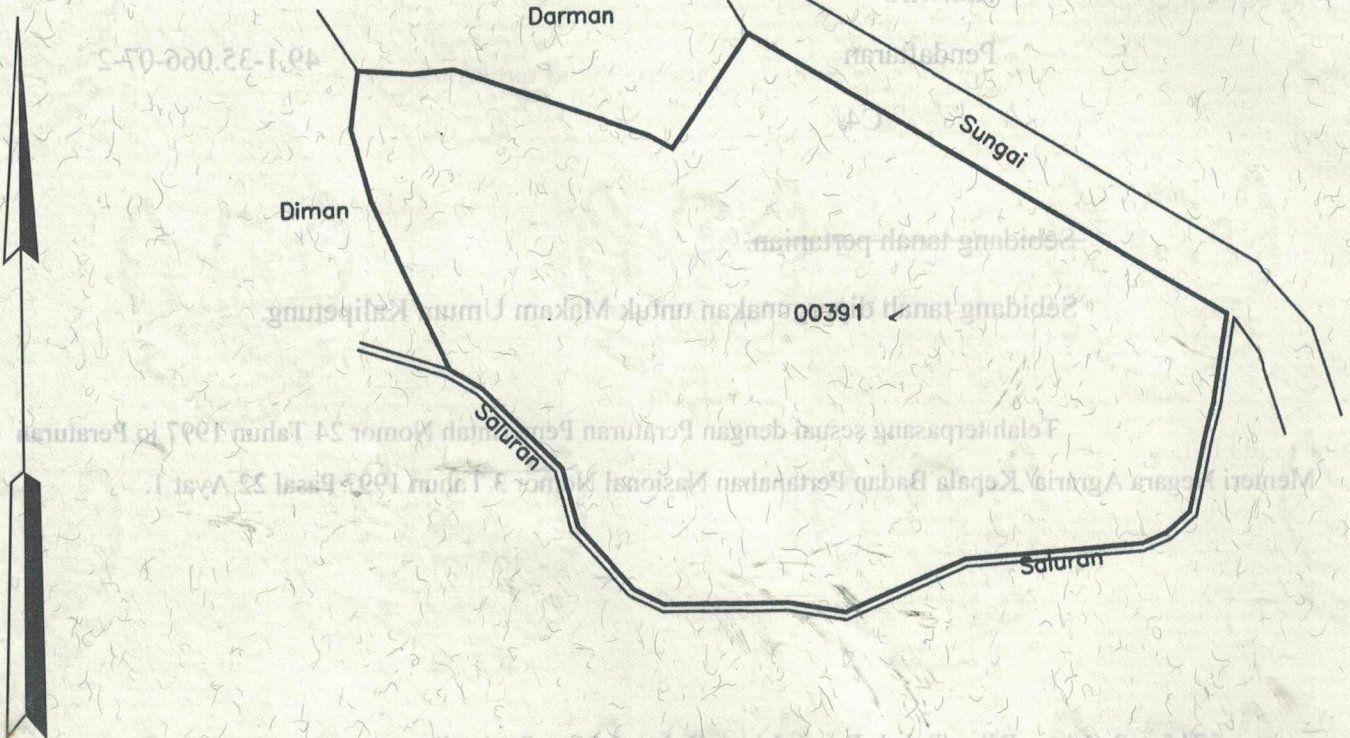 Darman
Pendaftaran 49.1-35.066-07-2
C4
Sungai
Diman
Sebidang tanah pertanian
Sebidang tanah dipergunakan untuk Makam Umum Kalipetung.
00391
Telah terpasang sesuai dengan Peraturan Pemerintah Nomor 24 Tahun 1997 jo Peraturan
Saluran
Menteri Negara Agraria/ Kepala Badan Pertanahan Nasional Nomor 3 Tahun 1997 Pasal 22 Ayat 1.
Saluran